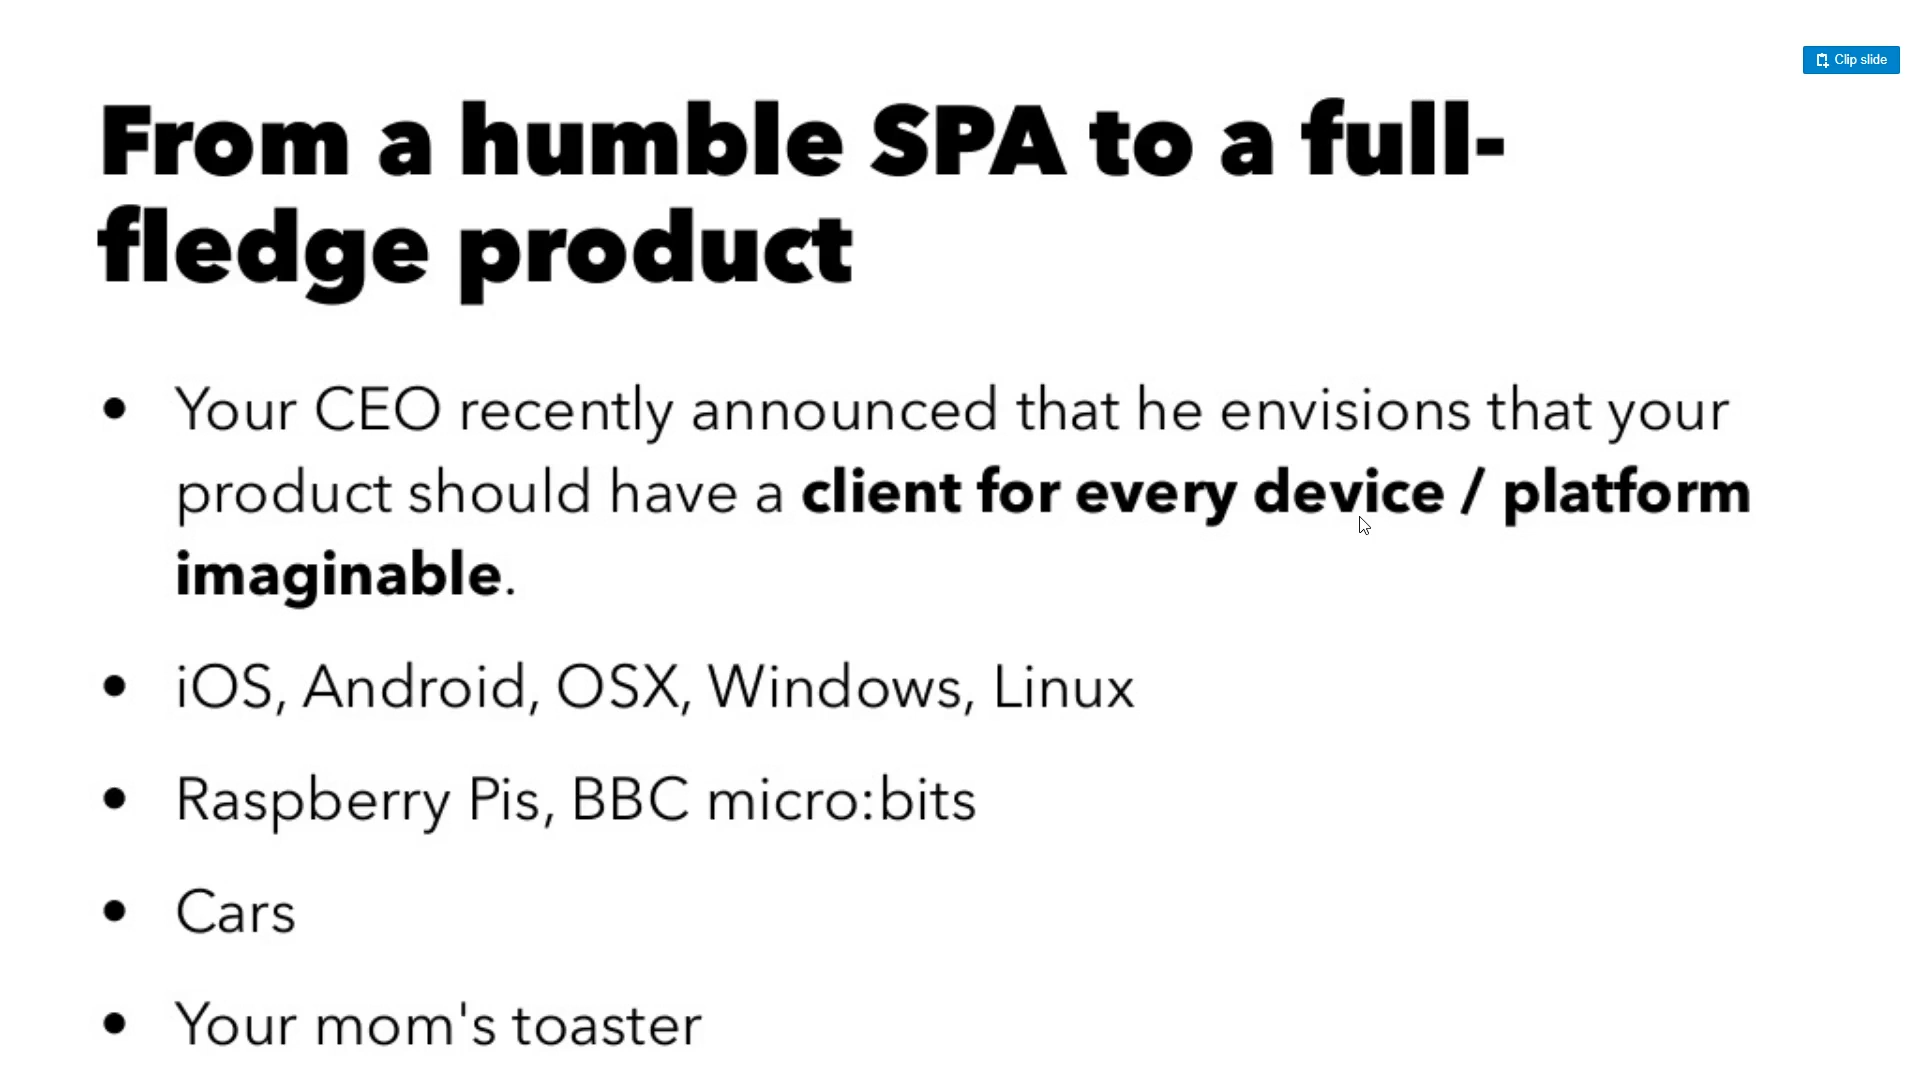 Clip slide
From a humble SPA to a full-
fledge product
• Your CEO recently announced that he envisions that your
product should have a client for every device / platform
imaginable.
• iOS, Android, OSX, Windows, Linux
• Raspberry Pis, BBC micro:bits
• Cars
• Your mom's toaster